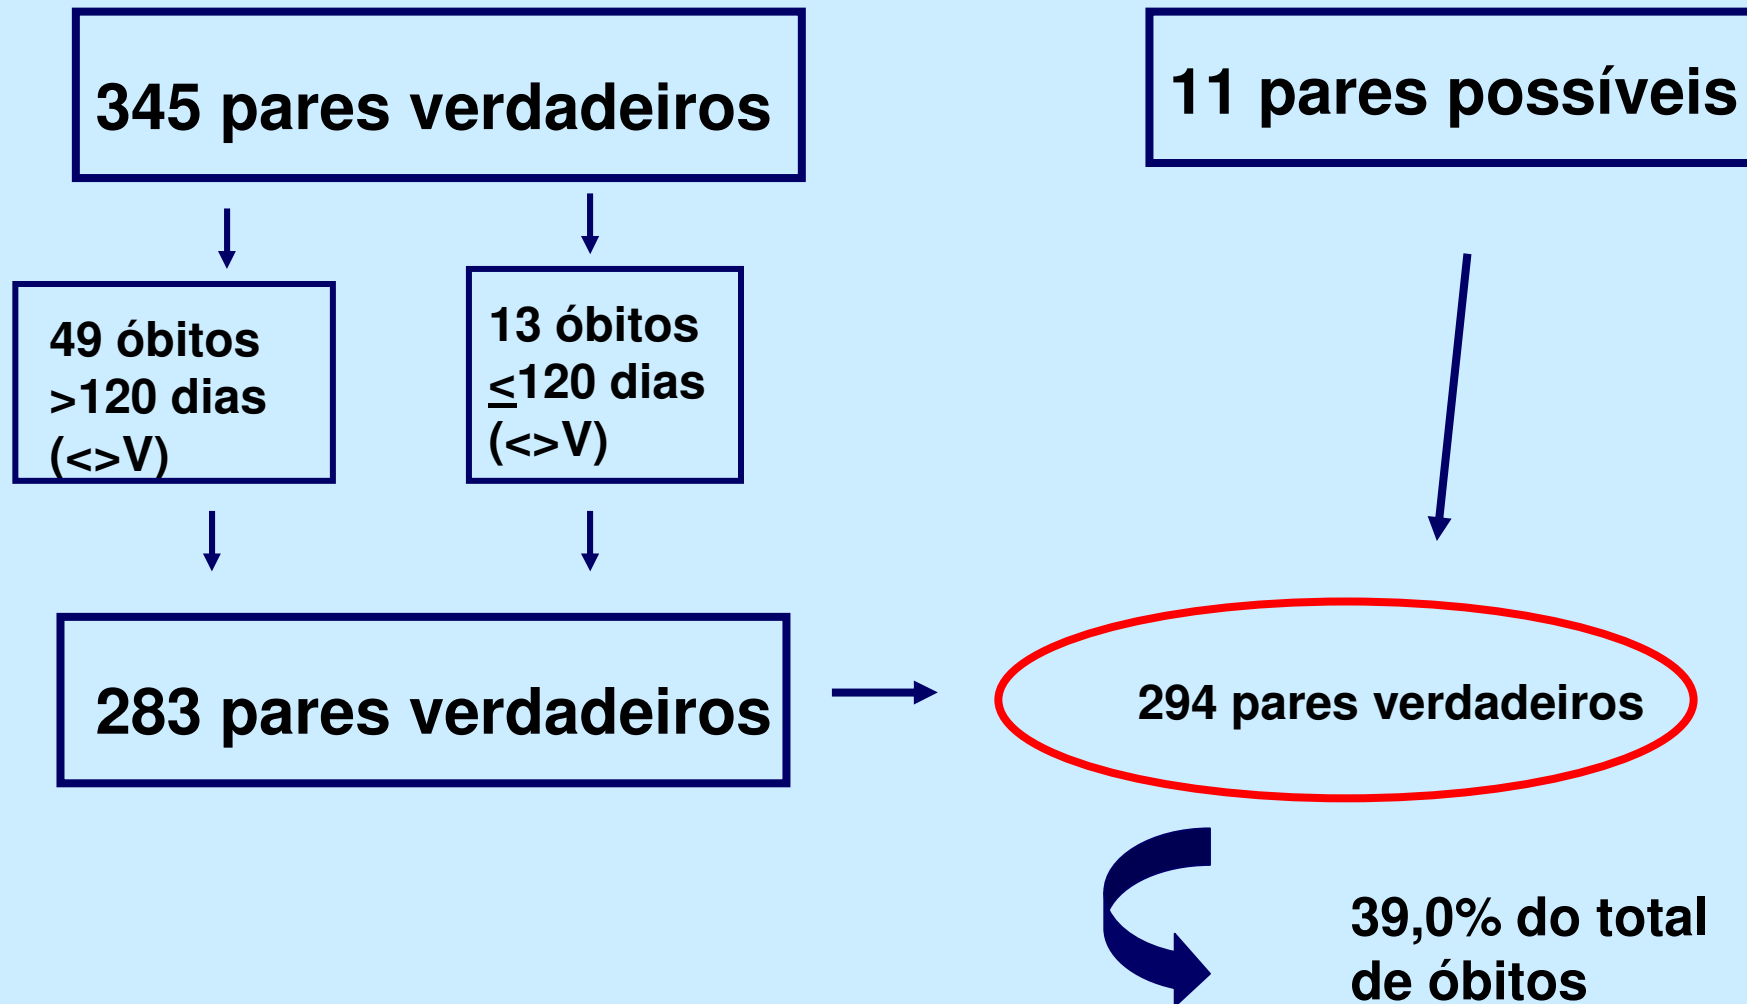 345 pares verdadeiros
11 pares possíveis
49 óbitos
>120 dias
(<>V)
13 óbitos
<120 dias
(<>V)
283 pares verdadeiros
294 pares verdadeiros
39,0% do total
de óbitos